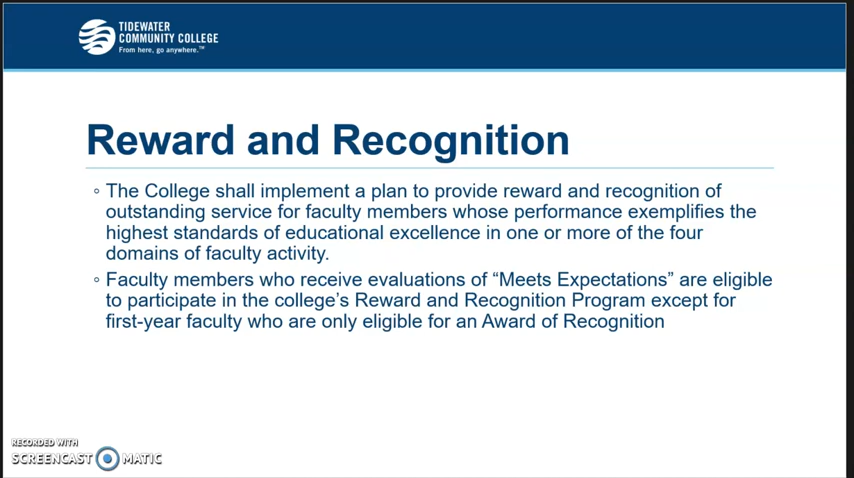 TIDEWATER
COMMUNITY COLLEGE
From here, go anywhere.™
Reward and Recognition
◦ The College shall implement a plan to provide reward and recognition of
outstanding service for faculty members whose performance exemplifies the
highest standards of educational excellence in one or more of the four
domains of faculty activity.
◦ Faculty members who receive evaluations of “Meets Expectations” are eligible
to participate in the college’s Reward and Recognition Program except for
first-year faculty who are only eligible for an Award of Recognition
RECORDED WITH
SCREENCAST MATIC